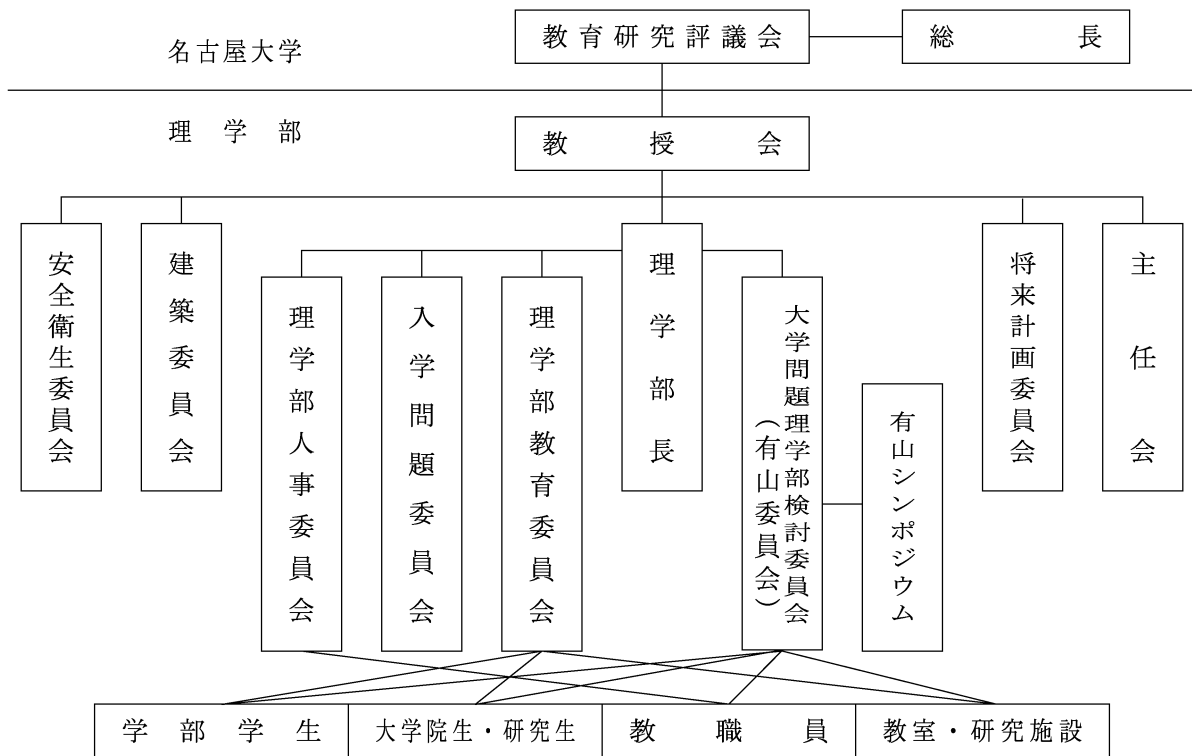 名古屋大学
教育研究評議会
総長
理学部
教授会
安全衛生委員会
建築委員会
理学部人事委員会
入学問題委員会
理学部教育委員会
理学部長
大学問題理学部検討委員会
(有山委員会)
有山シンポジウム
将来計画委員会
主任会
学部学生
大学院生・研究生
教職員
教室・研究施設